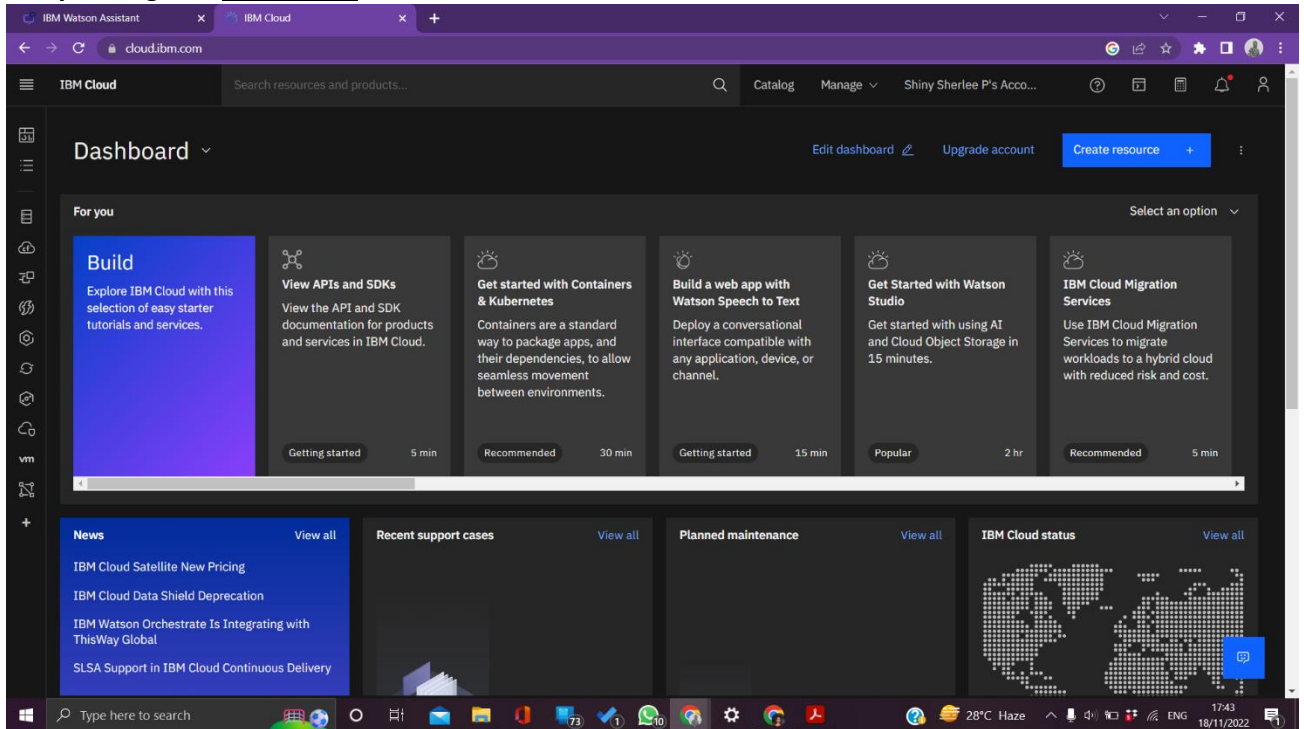 IBM Watson Assistant
IBM Cloud
cloud.ibm.com
IBM Cloud
Search resources and products...
Catalog
Manage
Shiny Sherlee P's Acco...
Dashboard
Edit dashboard
Upgrade account
Create resource +
For you
Select an option
Build
Explore IBM Cloud with this
selection of easy starter
tutorials and services.
View APIs and SDKs
View the API and SDK
documentation for products
and services in IBM Cloud.
Getting started
5 min
Get started with Containers
& Kubernetes
Containers are a standard
way to package apps, and
their dependencies, to allow
seamless movement
between environments.
Recommended
30 min
Build a web app with
Watson Speech to Text
Deploy a conversational
interface compatible with
any application, device, or
channel.
Getting started
15 min
Get Started with Watson
Studio
Get started with using AI
and Cloud Object Storage in
15 minutes.
Popular
2 hr
IBM Cloud Migration
Services
Use IBM Cloud Migration
Services to migrate
workloads to a hybrid cloud
with reduced risk and cost.
Recommended
5 min
vm
News
View all
IBM Cloud Satellite New Pricing
IBM Cloud Data Shield Deprecation
IBM Watson Orchestrate Is Integrating with
ThisWay Global
SLSA Support in IBM Cloud Continuous Delivery
Recent support cases
View all
Planned maintenance
View all
IBM Cloud status
View all
Type here to search
73
1
10
28°C Haze
ENG
17:43
18/11/2022
1